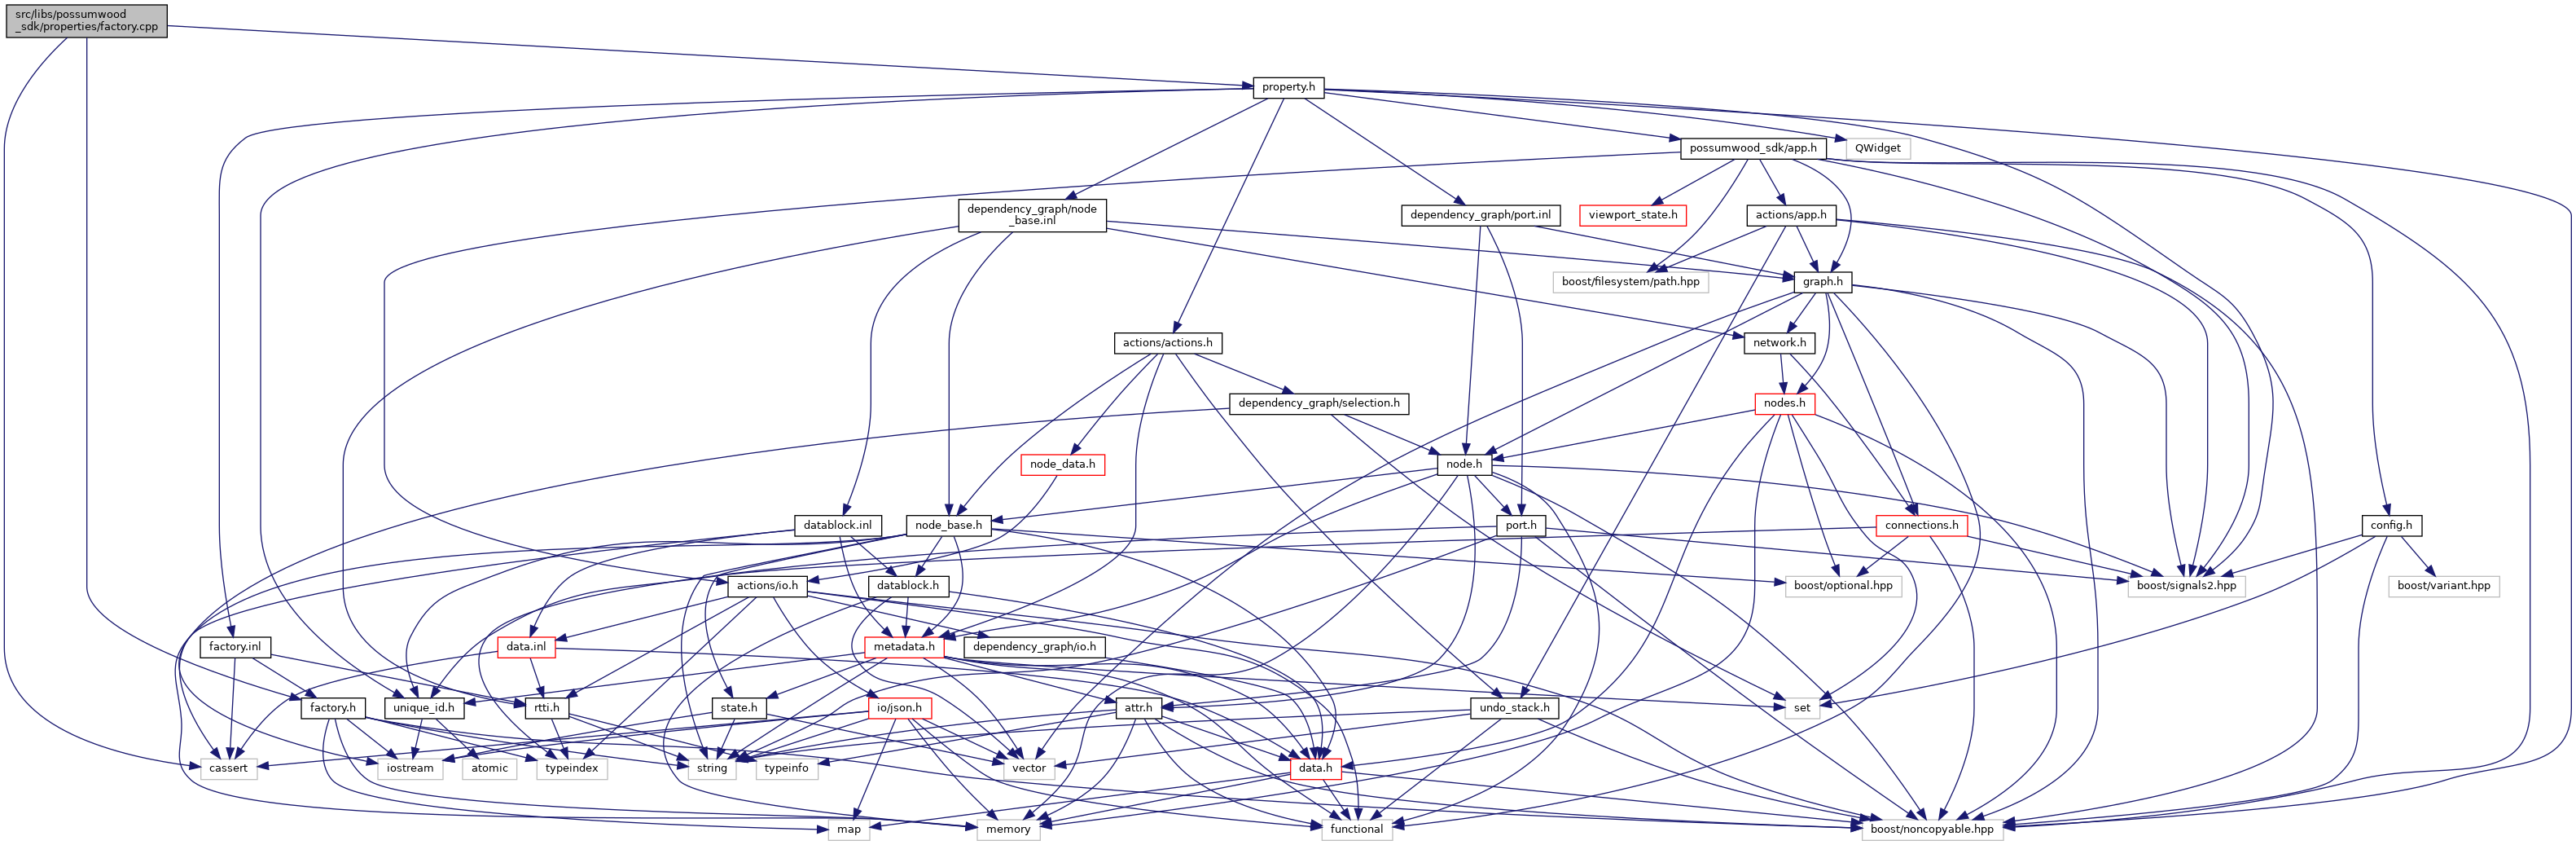 src/libs/possumwood
_sdk/properties/factory.cpp
property.h
possumwood_sdk/app.h
QWidget
dependency_graph/node
_base.inl
dependency_graph/port.inl
viewport_state.h
actions/app.h
boost/filesystem/path.hpp
graph.h
actions/actions.h
network.h
dependency_graph/selection.h
nodes.h
node_data.h
node.h
datablock.inl
node_base.h
port.h
connections.h
config.h
actions/io.h
datablock.h
boost/optional.hpp
boost/signals2.hpp
boost/variant.hpp
factory.inl
data.inl
metadata.h
dependency_graph/io.h
factory.h
unique_id.h
rtti.h
state.h
io/json.h
attr.h
undo_stack.h
set
cassert
iostream
atomic
typeindex
string
typeinfo
vector
data.h
map
memory
functional
boost/noncopyable.hpp